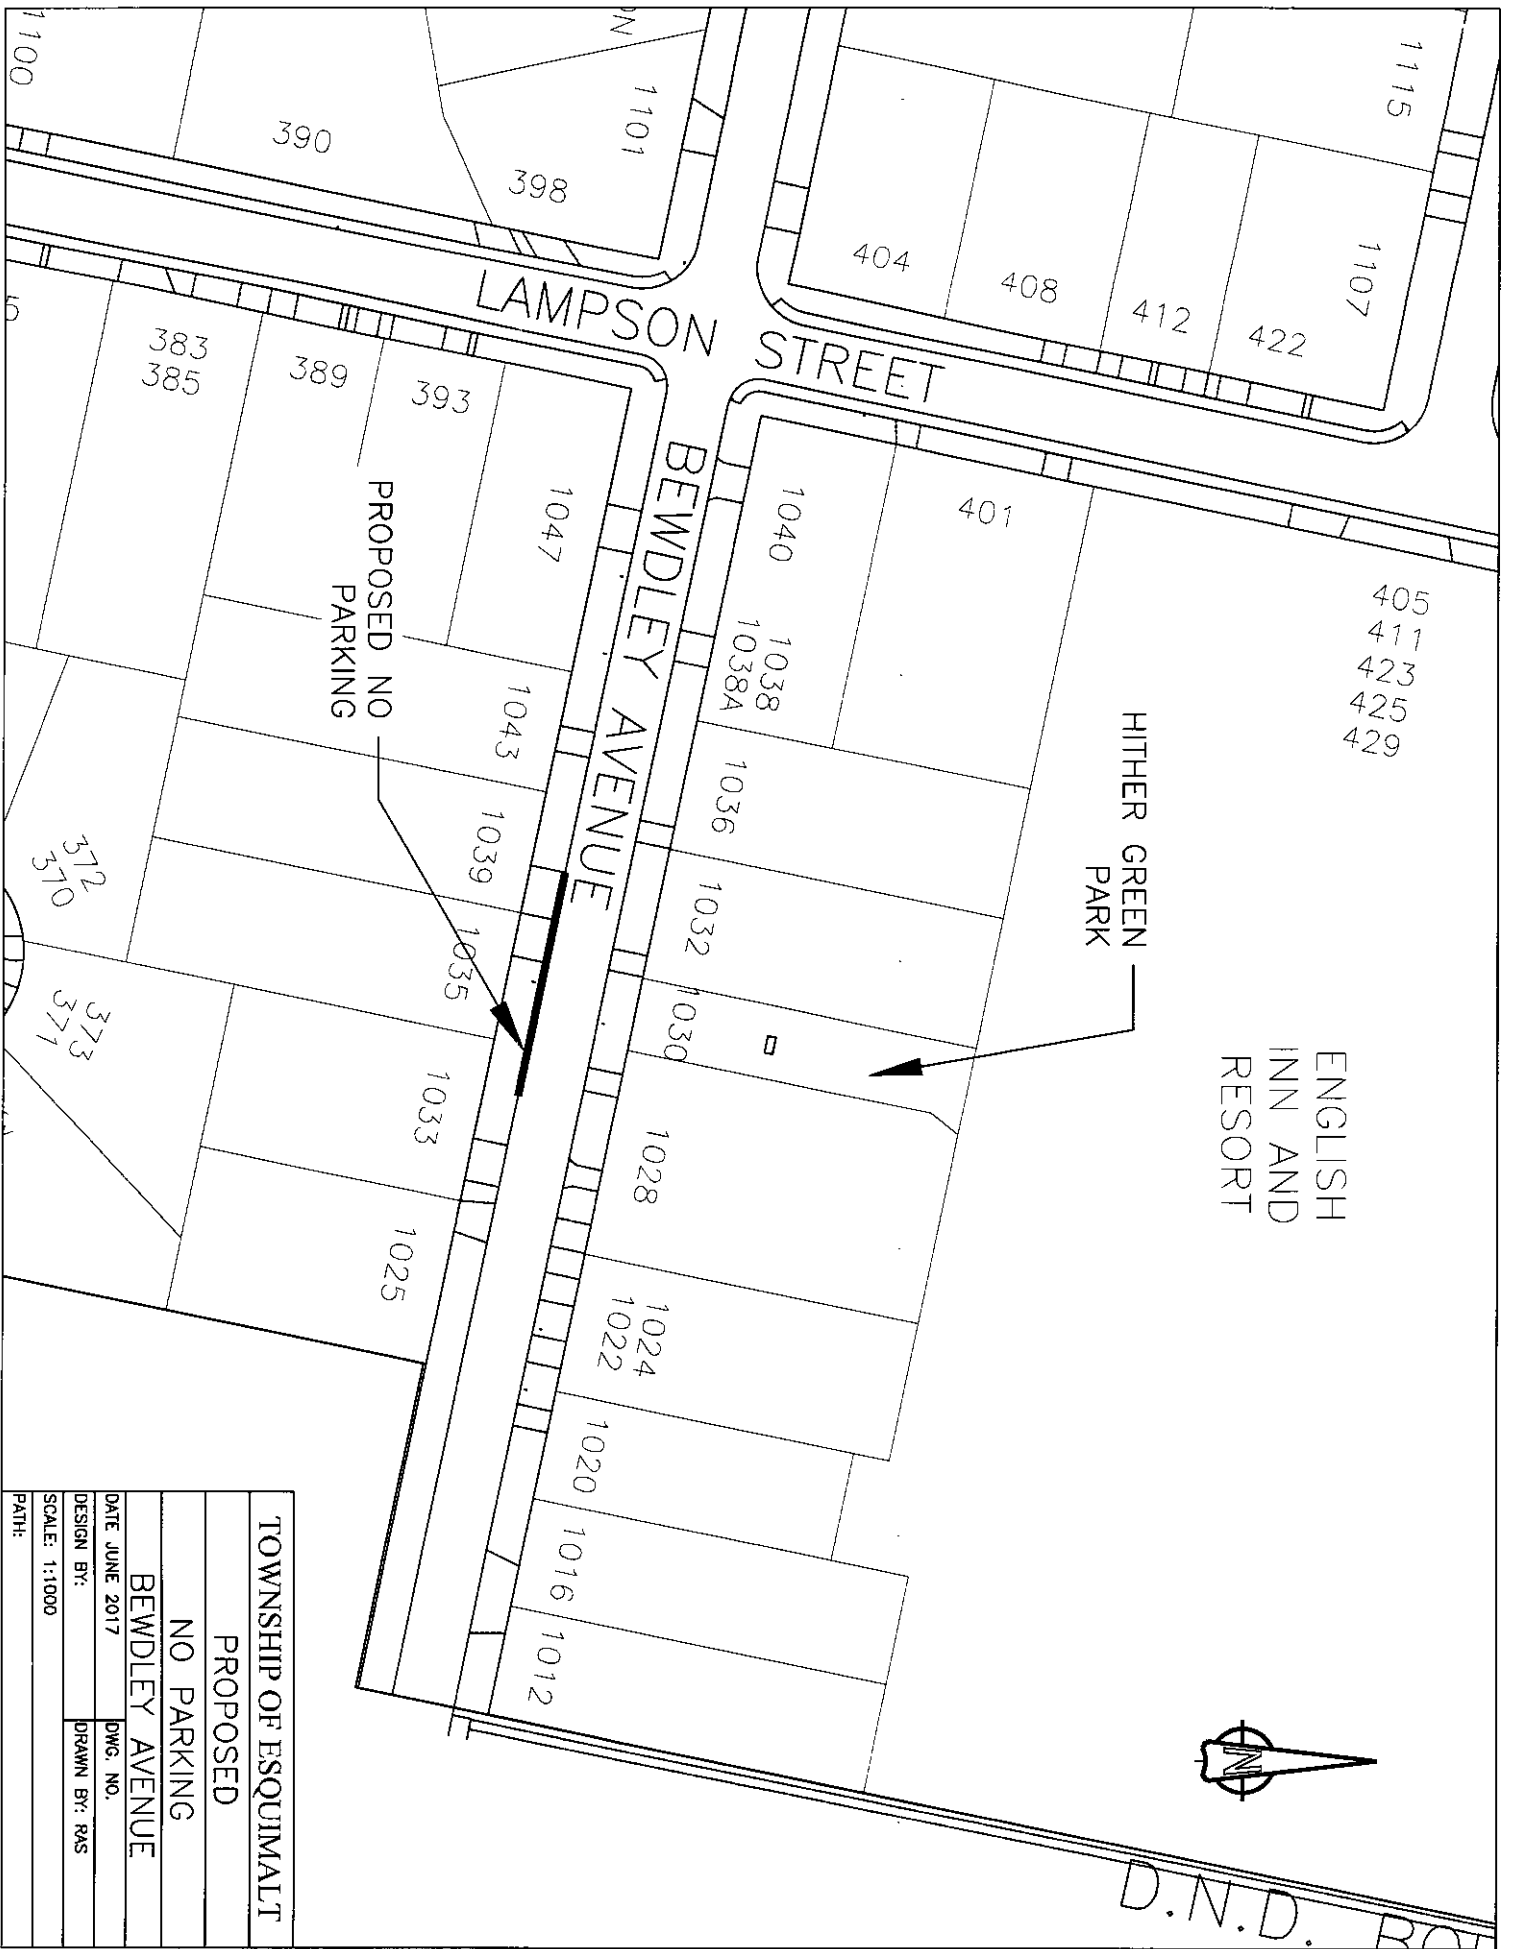 1115
1107
404
408
412
422
1101
390
398
1100
LAMPSON STREET
383
385
389
393
1047
1043
1039
1035
1033
1025
372
370
373
371
BEWDLEY AVENUE
PROPOSED NO
PARKING
401
1040
1038
1038A
1036
1032
1030
1028
1024
1022
1020
1016
1012
405
411
423
425
429
HITHER GREEN
PARK
ENGLISH
INN AND
RESORT
N
D.N.D.
TOWNSHIP OF ESQUIMALT
PROPOSED
NO PARKING
BEWDLEY AVENUE
DATE JUNE 2017
DWG. NO.
DESIGN BY:
DRAWN BY: RAS
SCALE: 1:1000
PATH: